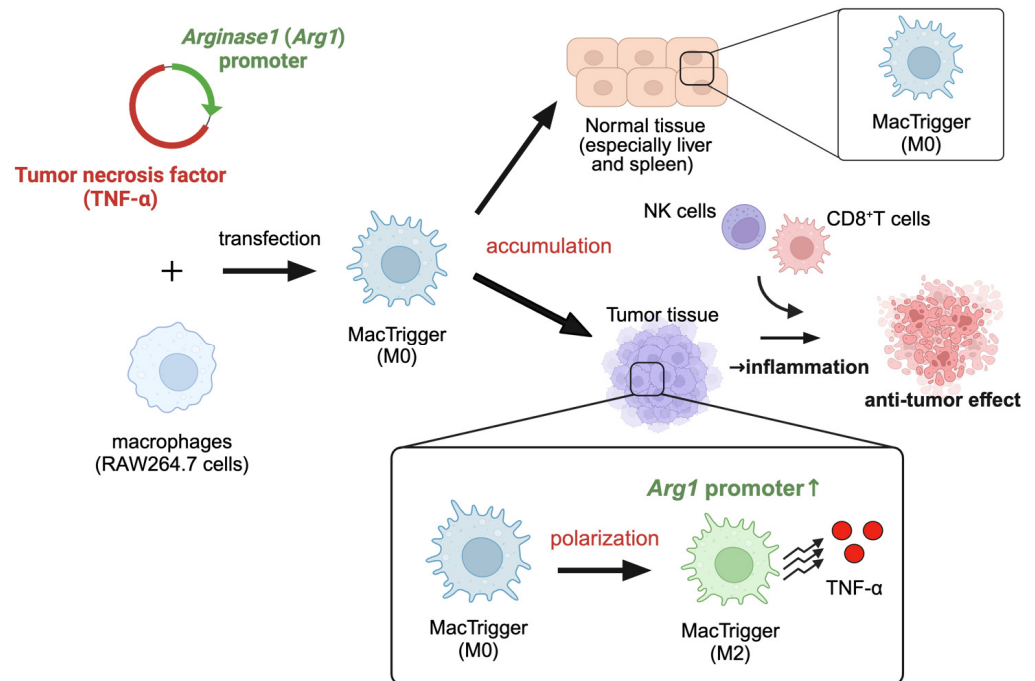 Arginase1 (Arg1)
promoter
Tumor necrosis factor
(TNF-α)
+
macrophages
(RAW264.7 cells)
transfection
MacTrigger
(M0)
accumulation
Normal tissue
(especially liver
and spleen)
MacTrigger
(M0)
NK cells
CD8⁺T cells
Tumor tissue
→inflammation
anti-tumor effect
MacTrigger
(M0)
polarization
Arg1 promoter↑
MacTrigger
(M2)
TNF-α